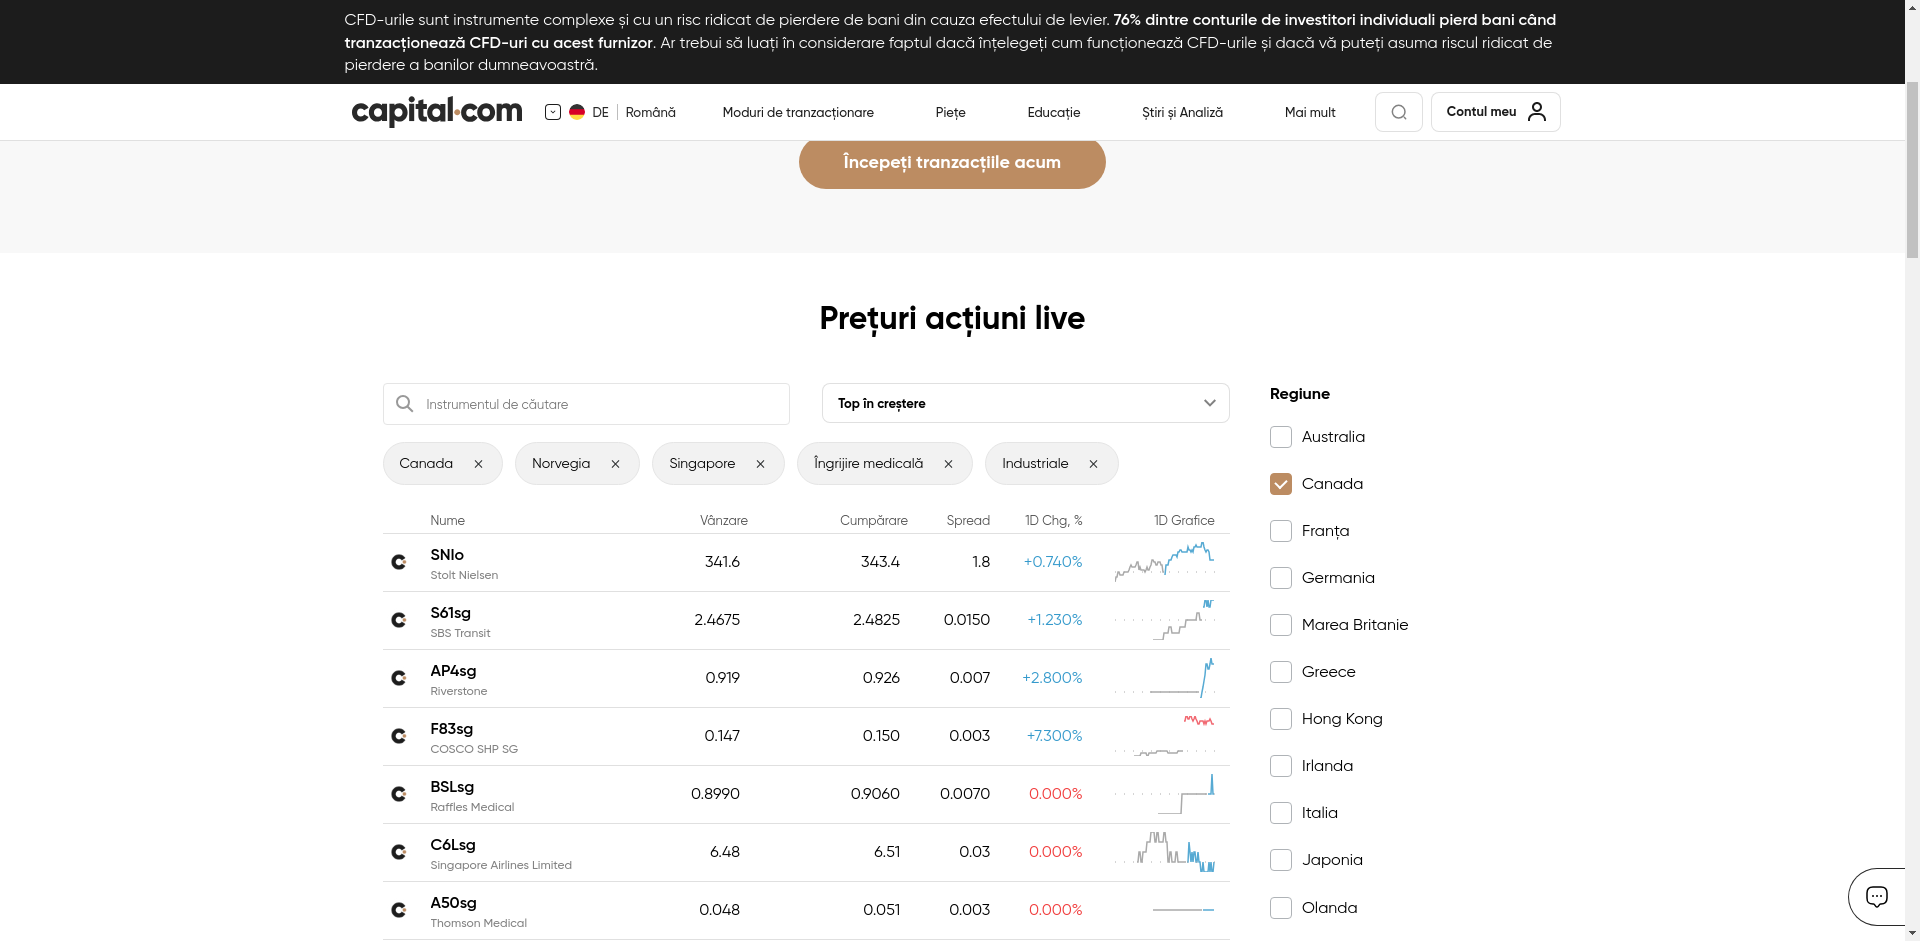 CFD-urile sunt instrumente complexe și cu un risc ridicat de pierdere de bani din cauza efectului de levier. 76% dintre conturile de investitori individuali pierd bani când
tranzacționează CFD-uri cu acest furnizor. Ar trebui să luați în considerare faptul dacă înțelegeți cum funcționează CFD-urile și dacă vă puteți asuma riscul ridicat de
pierdere a banilor dumneavoastră.
capital.com DE Română Moduri de tranzacționare Piețe Educație Știri și Analiză Mai mult Contul meu
Începeți tranzacțiile acum
Prețuri acțiuni live
Instrumentul de căutare Top în creștere
Canada Norvegia Singapore Îngrijire medicală Industriale
Nume Vânzare Cumpărare Spread 1D Chg, % 1D Grafice
SNIo 341.6 343.4 1.8 +0.740%
Stolt Nielsen
S61sg 2.4675 2.4825 0.0150 +1.230%
SBS Transit
AP4sg 0.919 0.926 0.007 +2.800%
Riverstone
F83sg 0.147 0.150 0.003 +7.300%
COSCO SHP SG
BSLsg 0.8990 0.9060 0.0070 0.000%
Raffles Medical
C6Lsg 6.48 6.51 0.03 0.000%
Singapore Airlines Limited
A50sg 0.048 0.051 0.003 0.000%
Thomson Medical
Regiune
Australia
Canada
Franța
Germania
Marea Britanie
Greece
Hong Kong
Irlanda
Italia
Japonia
Olanda